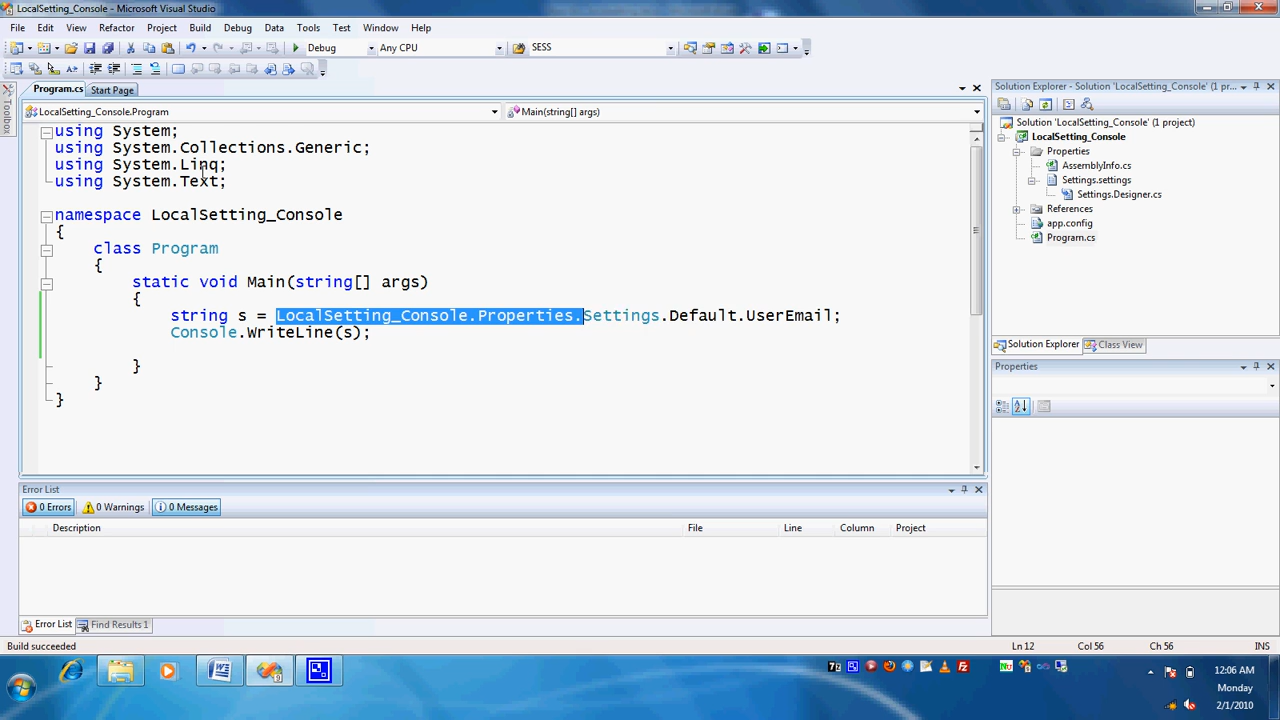 LocalSetting_Console - Microsoft Visual Studio
File Edit View Refactor Project Build Debug Data Tools Test Window Help
Debug Any CPU SESS
Program.cs Start Page
LocalSetting_Console.Program Main(string[] args)
using System;
using System.Collections.Generic;
using System.Linq;
using System.Text;
namespace LocalSetting_Console
{
class Program
{
static void Main(string[] args)
{
string s = LocalSetting_Console.Properties.Settings.Default.UserEmail;
Console.WriteLine(s);
}
}
}
Toolbox
Solution Explorer - Solution 'LocalSetting_Console' (1 pr...
Solution 'LocalSetting_Console' (1 project)
LocalSetting_Console
Properties
AssemblyInfo.cs
Settings.settings
Settings.Designer.cs
References
app.config
Program.cs
Solution Explorer Class View
Properties
Error List
0 Errors 0 Warnings 0 Messages
Description File Line Column Project
Error List Find Results 1
Build succeeded Ln 12 Col 56 Ch 56 INS
12:06 AM
Monday
2/1/2010